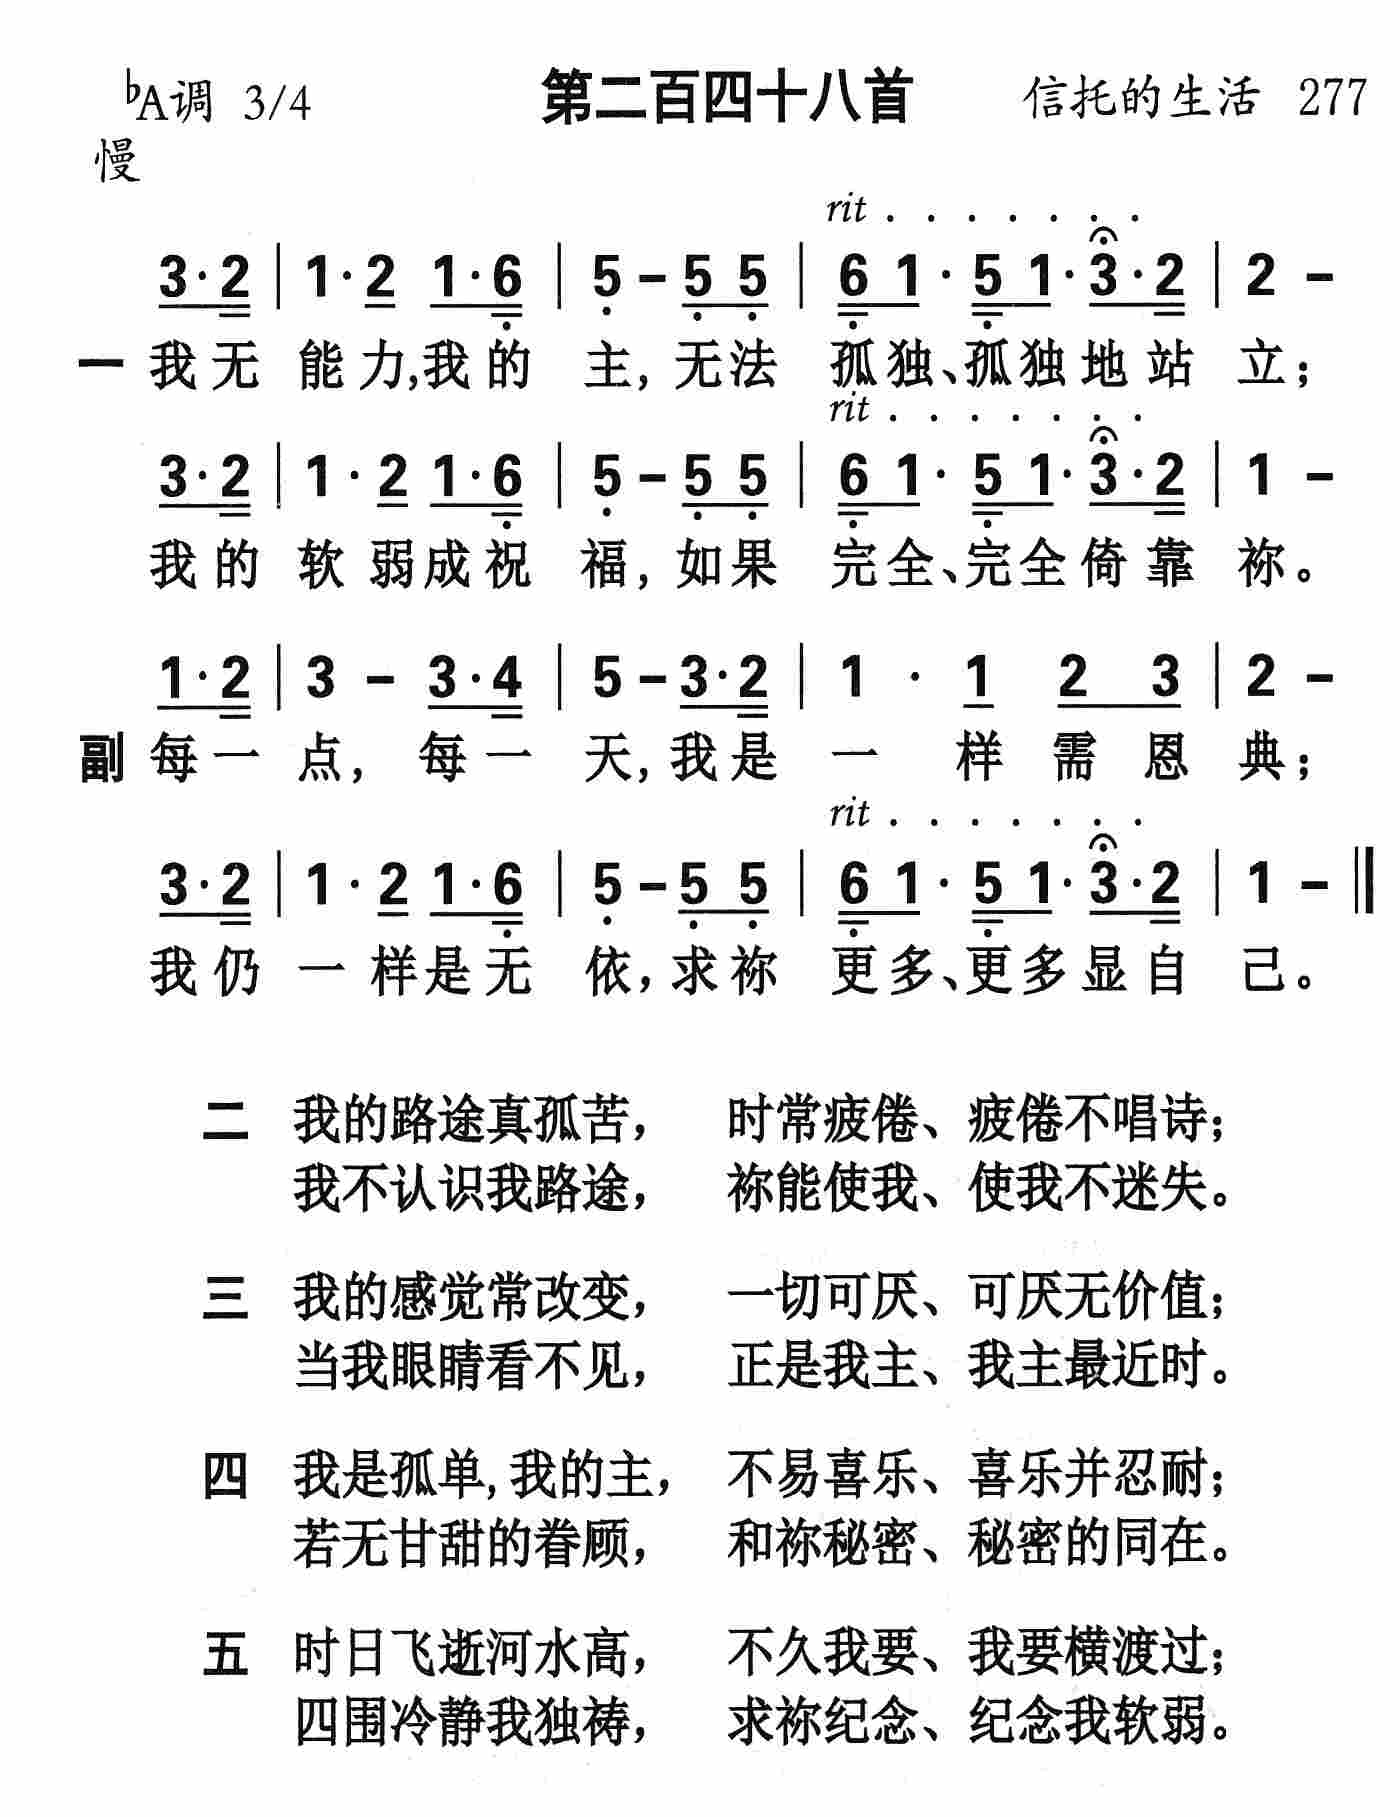 ♭A调 3/4 第二百四十八首 信托的生活 277
慢
rit . . . . . . .
3·2 | 1·2 1·6 | 5 – 5 5 | 6 1· 5 1· 3·2 | 2 –
一 我无 能力,我的 主, 无法 孤独、孤独地站 立;
rit . . . . . . .
3·2 | 1·2 1·6 | 5 – 5 5 | 6 1· 5 1· 3·2 | 1 –
我的 软弱成祝 福, 如果 完全、完全倚靠 祢。
1·2 | 3 – 3·4 | 5 – 3·2 | 1 · 1 2 3 | 2 –
副 每一 点, 每一 天, 我是 一 样 需 恩 典;
rit . . . . . . .
3·2 | 1·2 1·6 | 5 – 5 5 | 6 1· 5 1· 3·2 | 1 – ‖
我仍 一样是无 依, 求祢 更多、更多显自 己。
二 我的路途真孤苦, 时常疲倦、疲倦不唱诗;
我不认识我路途, 祢能使我、使我不迷失。
三 我的感觉常改变, 一切可厌、可厌无价值;
当我眼睛看不见, 正是我主、我主最近时。
四 我是孤单,我的主, 不易喜乐、喜乐并忍耐;
若无甘甜的眷顾, 和祢秘密、秘密的同在。
五 时日飞逝河水高, 不久我要、我要横渡过;
四围冷静我独祷, 求祢纪念、纪念我软弱。